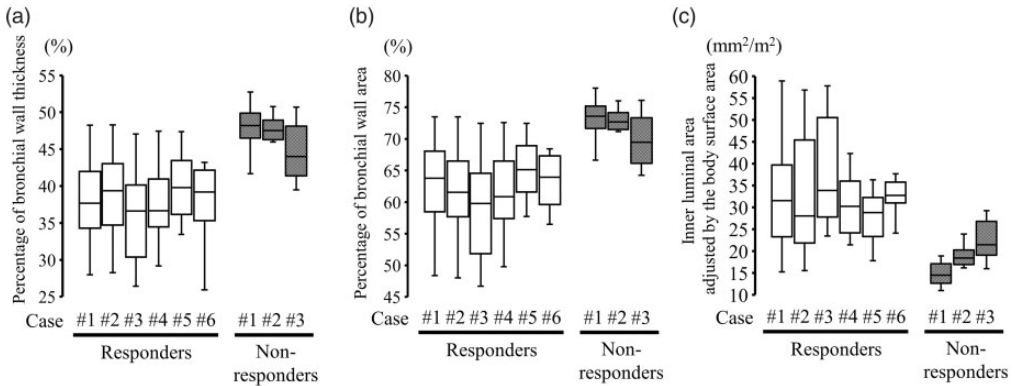 (a)
(%)
Percentage of bronchial wall thickness
55
50
45
40
35
30
25
Case #1 #2 #3 #4 #5 #6 #1 #2 #3
Responders
Non-
responders
(b)
(%)
Percentage of bronchial wall area
80
75
70
65
60
55
50
45
Case #1 #2 #3 #4 #5 #6 #1 #2 #3
Responders
Non-
responders
(c)
(mm²/m²)
Inner luminal area
adjusted by the body surface area
60
55
50
45
40
35
30
25
20
15
10
Case #1 #2 #3 #4 #5 #6 #1 #2 #3
Responders
Non-
responders